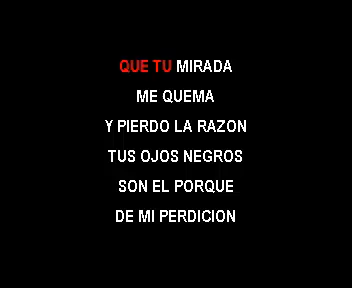 QUE TU MIRADA
ME QUEMA
Y PIERDO LA RAZON
TUS OJOS NEGROS
SON EL PORQUE
DE MI PERDICION